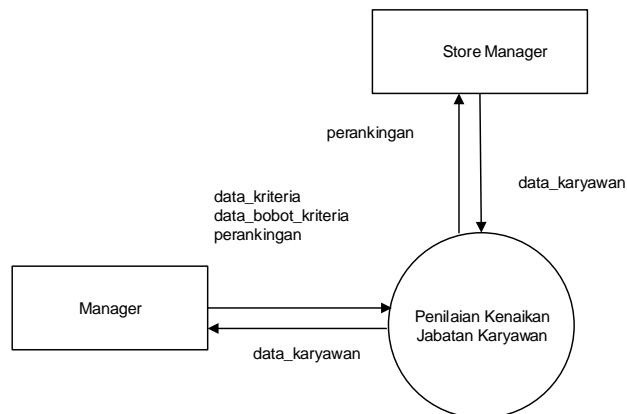 Store Manager
perankingan
data_karyawan
data_kriteria
data_bobot_kriteria
perankingan
Manager
Penilaian Kenaikan
Jabatan Karyawan
data_karyawan